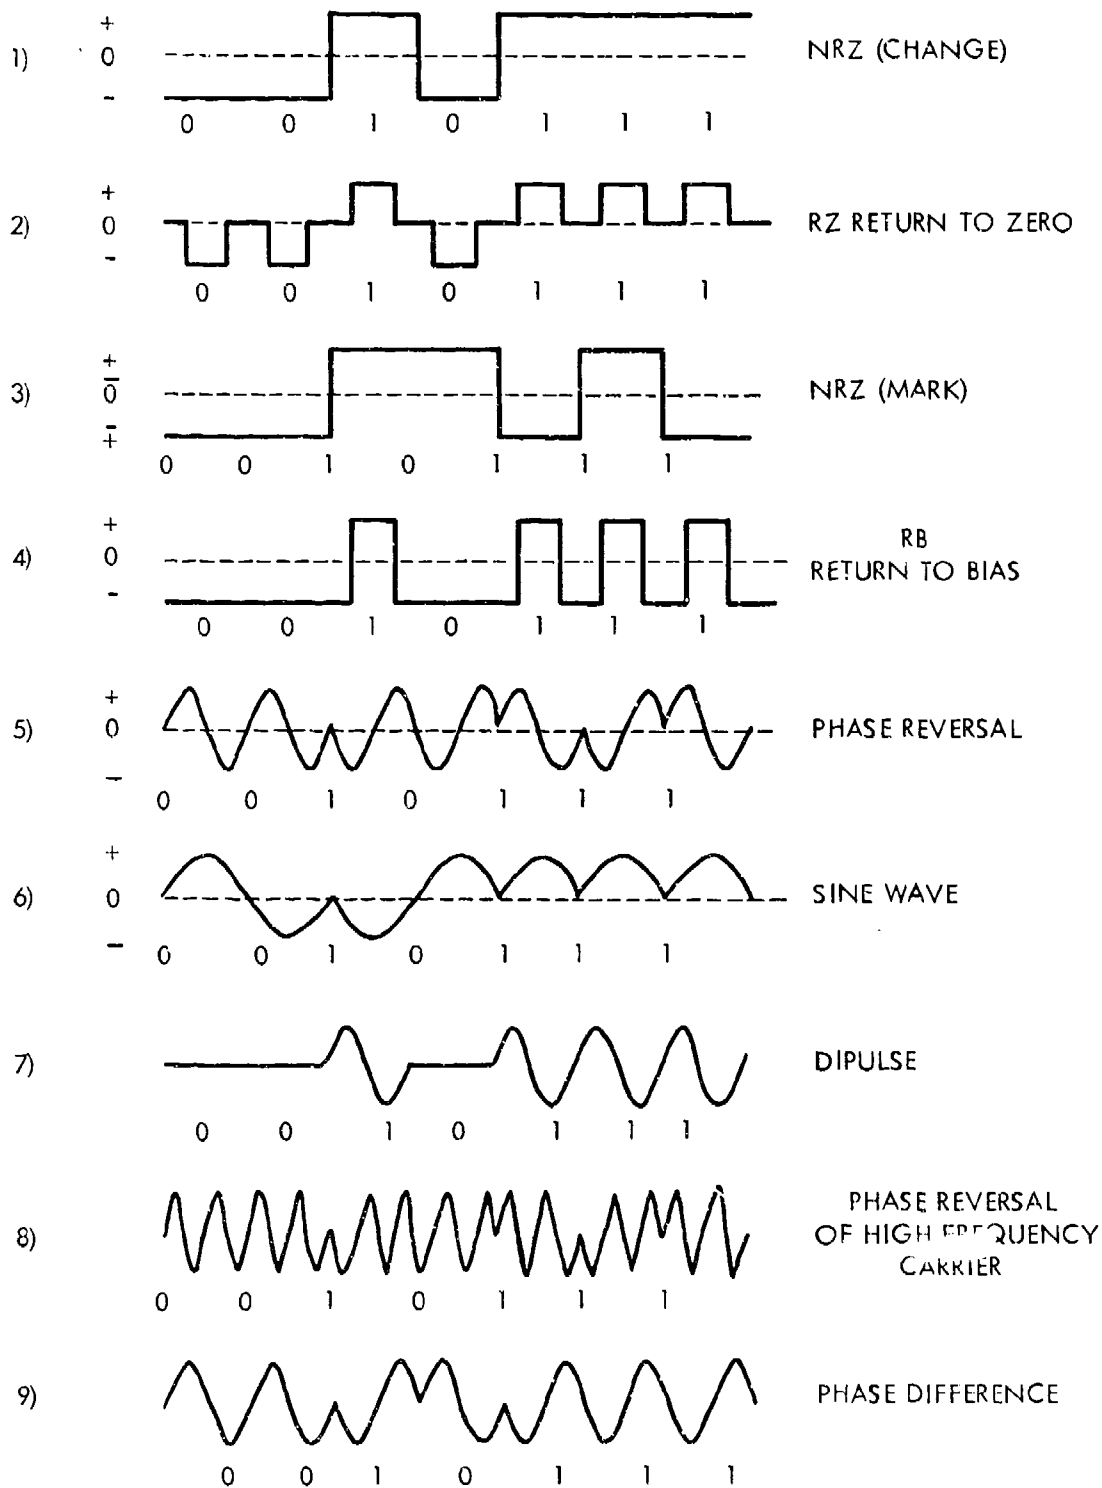 1)
+
0
-
NRZ (CHANGE)
0 0 1 0 1 1 1
2)
+
0
-
RZ RETURN TO ZERO
0 0 1 0 1 1 1
3)
+
-
0
-
+
NRZ (MARK)
0 0 1 0 1 1 1
4)
+
0
-
RB
RETURN TO BIAS
0 0 1 0 1 1 1
5)
+
0
-
PHASE REVERSAL
0 0 1 0 1 1 1
6)
+
0
-
SINE WAVE
0 0 1 0 1 1 1
7)
DIPULSE
0 0 1 0 1 1 1
8)
PHASE REVERSAL
OF HIGH FREQUENCY
CARRIER
0 0 1 0 1 1 1
9)
PHASE DIFFERENCE
0 0 1 0 1 1 1